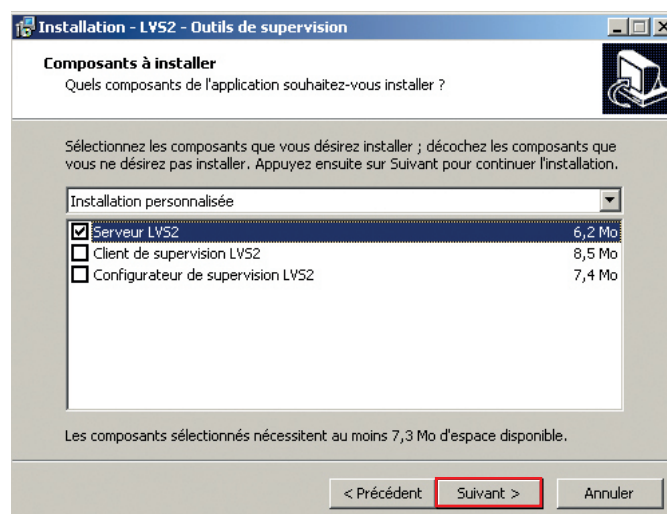 Installation - LVS2 - Outils de supervision
Composants à installer
Quels composants de l'application souhaitez-vous installer ?
Sélectionnez les composants que vous désirez installer ; décochez les composants que
vous ne désirez pas installer. Appuyez ensuite sur Suivant pour continuer l'installation.
Installation personnalisée
Serveur LVS2 6,2 Mo
Client de supervision LVS2 8,5 Mo
Configurateur de supervision LVS2 7,4 Mo
Les composants sélectionnés nécessitent au moins 7,3 Mo d'espace disponible.
< Précédent Suivant > Annuler